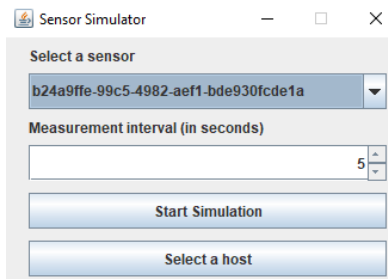 Sensor Simulator
Select a sensor
b24a9ffe-99c5-4982-aef1-bde930fcde1a
Measurement interval (in seconds)
5
Start Simulation
Select a host